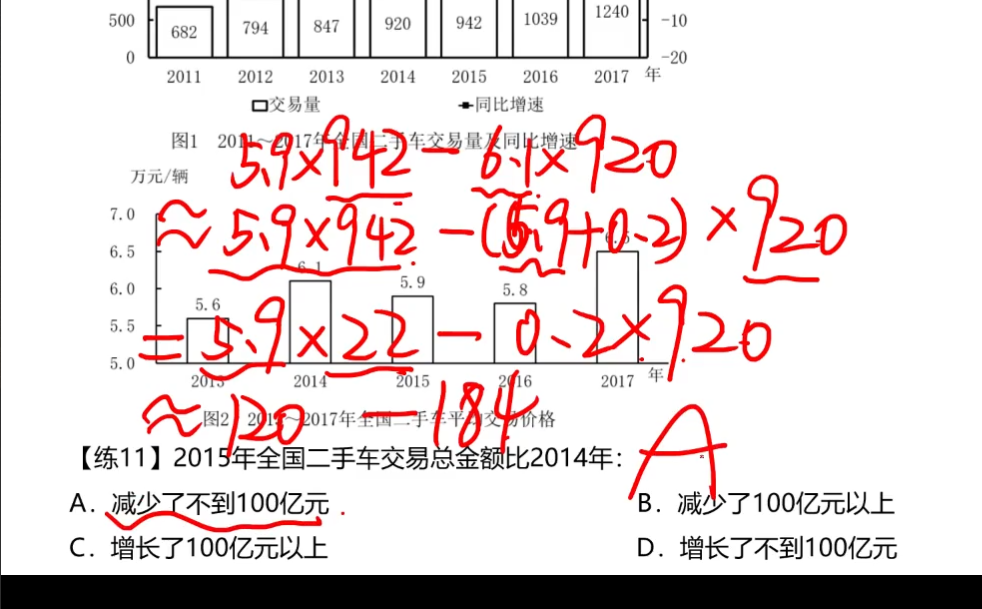 500 682 794 847 920 942 1039 1240 -10
0 -20
2011 2012 2013 2014 2015 2016 2017 年
交易量 同比增速
图1 2011~2017年全国二手车交易量及同比增速
5.9×942-6.1×920
万元/辆
7.0
≈5.9×942-(5.9+0.2)×920
6.5
6.1
6.0 5.9 5.8
5.6
5.5
=5.9×22-0.2×920
5.0
2013 2014 2015 2016 2017 年
≈120-184
图2 2013~2017年全国二手车平均交易价格
A
【练11】2015年全国二手车交易总金额比2014年：
A. 减少了不到100亿元 B. 减少了100亿元以上
C. 增长了100亿元以上 D. 增长了不到100亿元